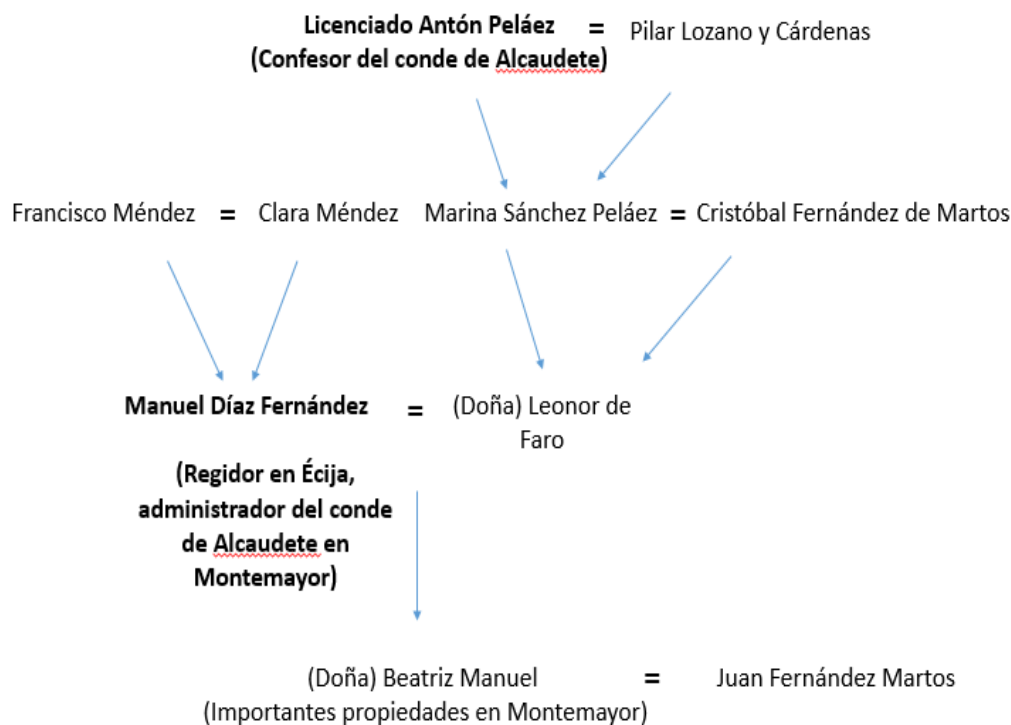 Licenciado Antón Peláez = Pilar Lozano y Cárdenas
(Confesor del conde de Alcaudete)
Francisco Méndez = Clara Méndez Marina Sánchez Peláez = Cristóbal Fernández de Martos
Manuel Díaz Fernández = (Doña) Leonor de
Faro
(Regidor en Écija,
administrador del conde
de Alcaudete en
Montemayor)
(Doña) Beatriz Manuel = Juan Fernández Martos
(Importantes propiedades en Montemayor)